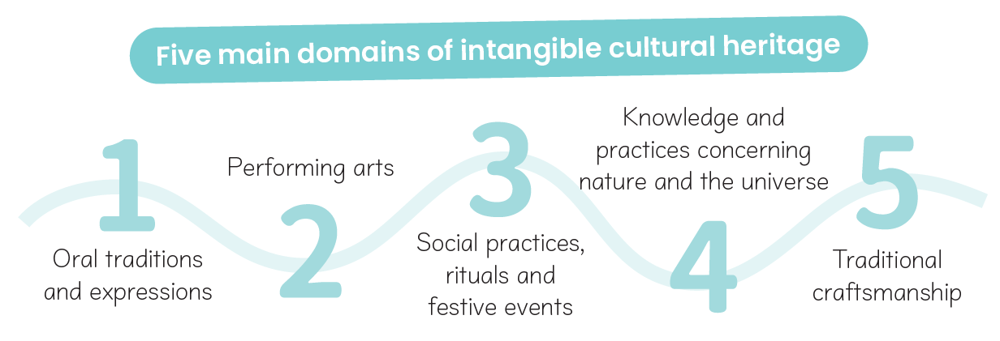 Five main domains of intangible cultural heritage
1
Oral traditions
and expressions
Performing arts
2
3
Social practices,
rituals and
festive events
Knowledge and
practices concerning
nature and the universe
4
5
Traditional
craftsmanship